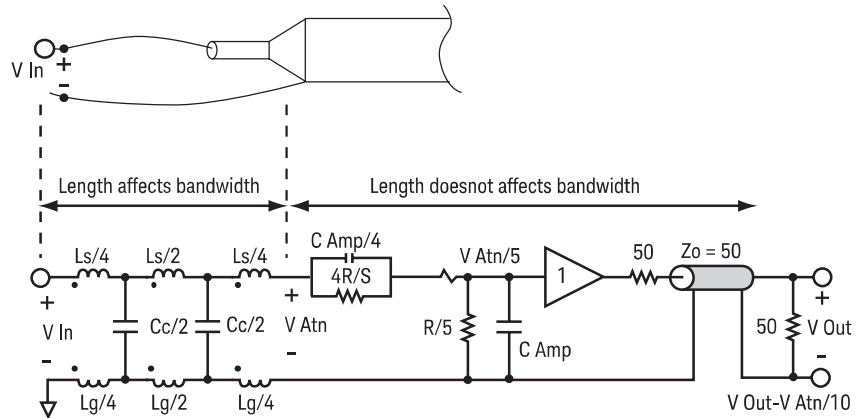 V In
+
-
Length affects bandwidth
Length doesnot affects bandwidth
Ls/4
Ls/2
Ls/4
C Amp/4
4R/S
V Atn/5
1
50
Zo = 50
+
V In
-
Cc/2
Cc/2
+
V Atn
-
R/5
C Amp
50
+
V Out
-
Lg/4
Lg/2
Lg/4
V Out-V Atn/10